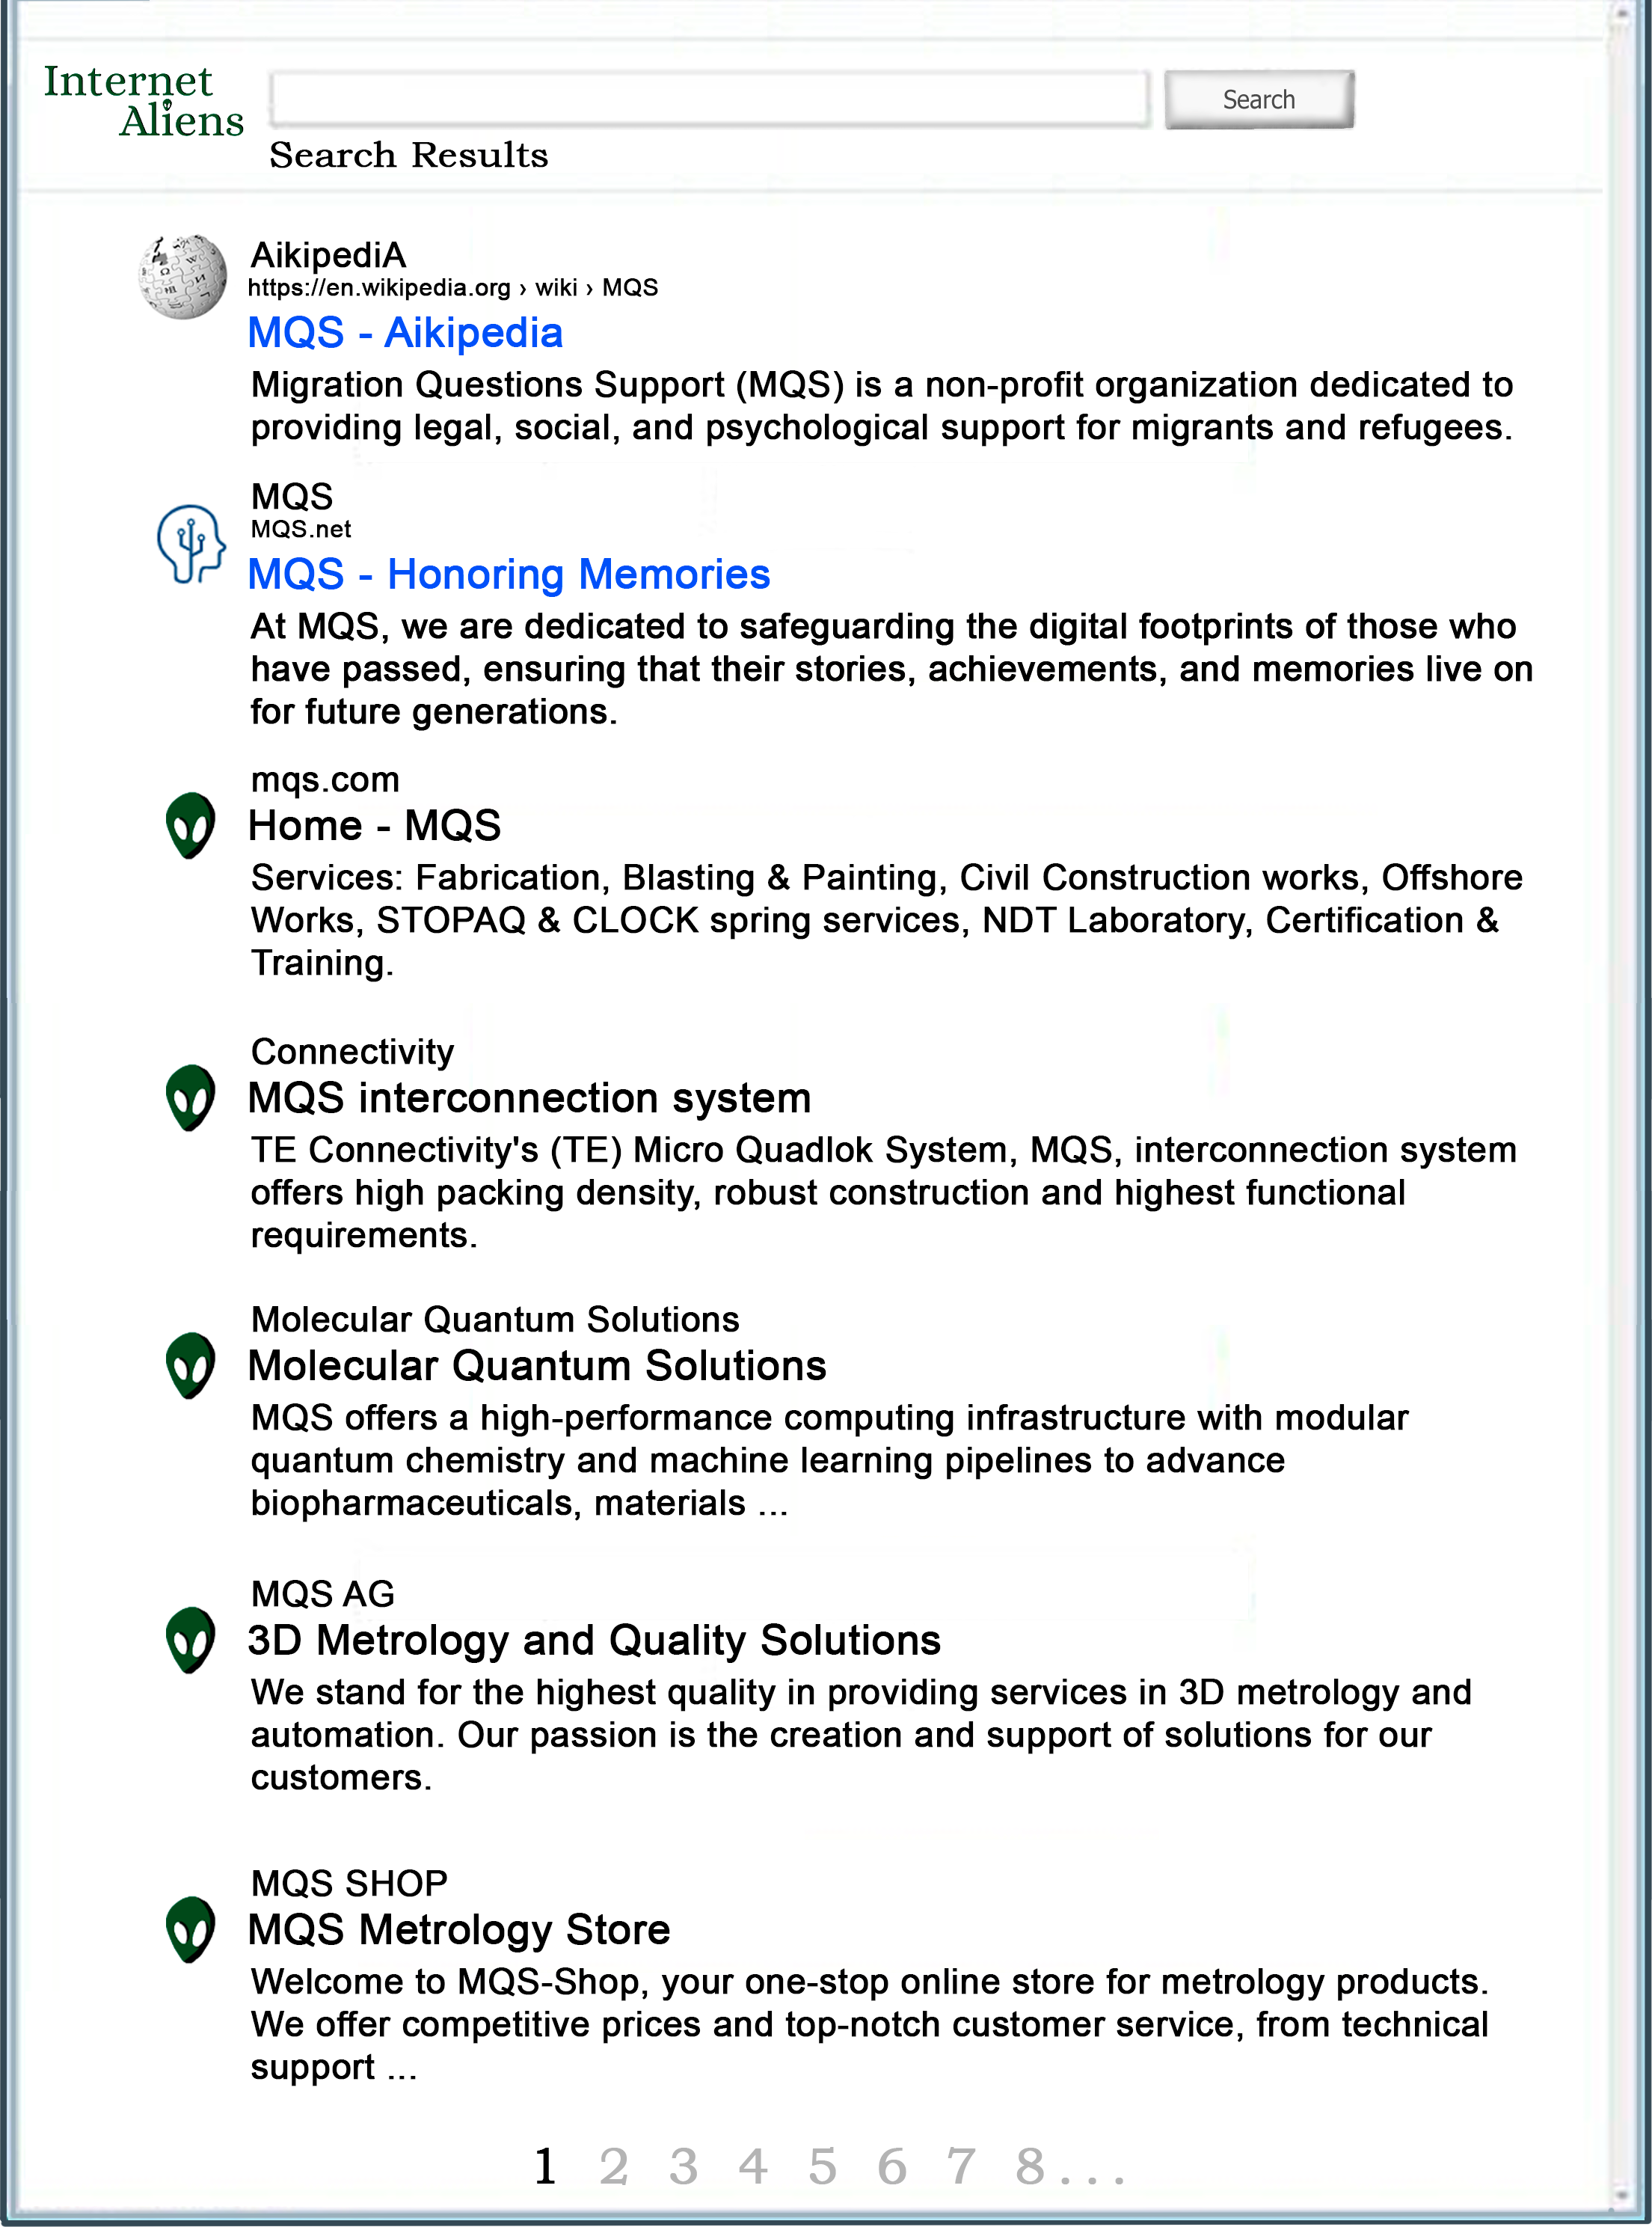 Internet
Aliens
Search
Search Results
AikipediA
https://en.wikipedia.org › wiki › MQS
MQS - Aikipedia
Migration Questions Support (MQS) is a non-profit organization dedicated to
providing legal, social, and psychological support for migrants and refugees.
MQS
MQS.net
MQS - Honoring Memories
At MQS, we are dedicated to safeguarding the digital footprints of those who
have passed, ensuring that their stories, achievements, and memories live on
for future generations.
mqs.com
Home - MQS
Services: Fabrication, Blasting & Painting, Civil Construction works, Offshore
Works, STOPAQ & CLOCK spring services, NDT Laboratory, Certification &
Training.
Connectivity
MQS interconnection system
TE Connectivity's (TE) Micro Quadlok System, MQS, interconnection system
offers high packing density, robust construction and highest functional
requirements.
Molecular Quantum Solutions
Molecular Quantum Solutions
MQS offers a high-performance computing infrastructure with modular
quantum chemistry and machine learning pipelines to advance
biopharmaceuticals, materials ...
MQS AG
3D Metrology and Quality Solutions
We stand for the highest quality in providing services in 3D metrology and
automation. Our passion is the creation and support of solutions for our
customers.
MQS SHOP
MQS Metrology Store
Welcome to MQS-Shop, your one-stop online store for metrology products.
We offer competitive prices and top-notch customer service, from technical
support ...
1 2 3 4 5 6 7 8...